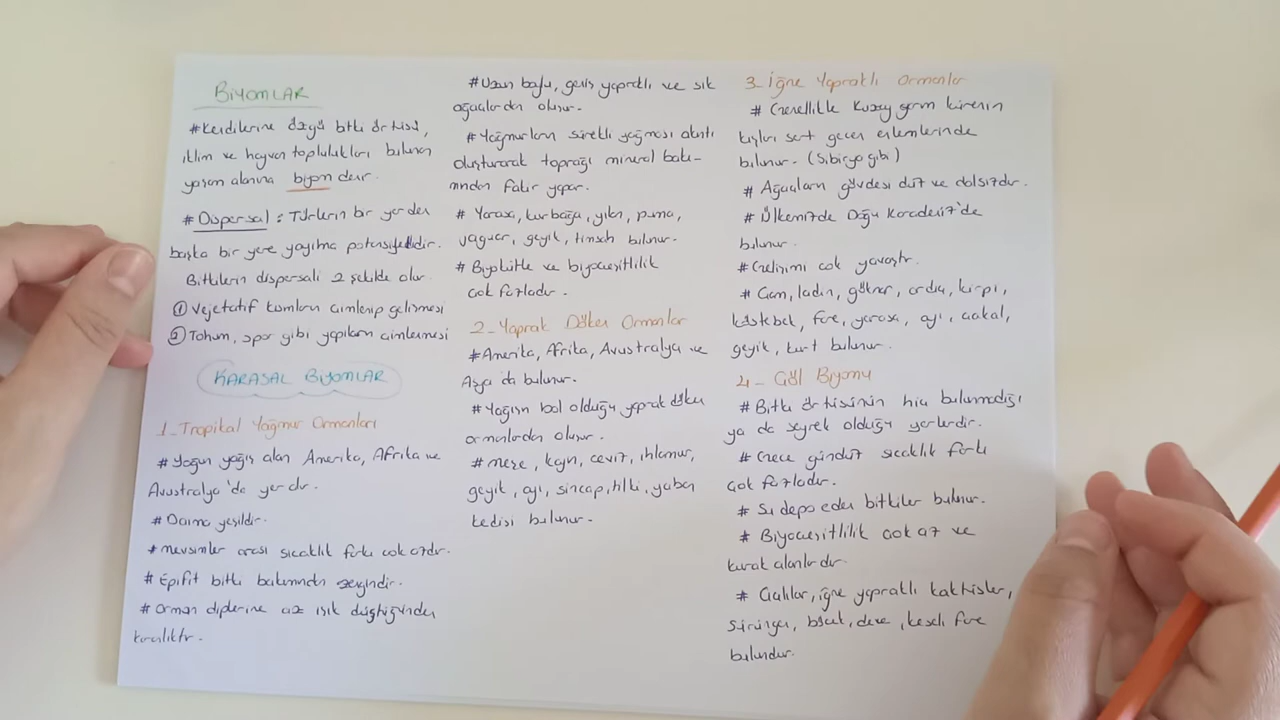 BİYOMLAR
#Kendilerine özgü bitki örtüsü,
iklim ve hayvan toplulukları bulunan
yaşam alanına biyom denir.
# Dispersal : Türlerin bir yerden
başka bir yere yayılma potansiyelidir.
Bitkilerin dispersali 2 şekilde olur
① Vejetatif kısmların çimlenip gelişmesi
② Tohum, spor gibi yapıların çimlenmesi
KARASAL BİYOMLAR
1_Tropikal Yağmur Ormanları
# Yoğun yağış alan Amerika, Afrika ve
Avustralya'da yer alır.
# Daima yeşildir.
# mevsimler arası sıcaklık farkı çok azdır.
# Epifit bitki bakımından zengindir.
# Orman diplerine az ışık düştüğünden
karanlıktır.
#Uzun boylu, geniş yapraklı ve sık
ağaçlardan oluşur.
#Yağmurların sürekli yağması akıntı
oluşturarak toprağı mineral bakı-
mından fakir yapar.
# Yarasa, kurbağa, yılan, puma,
Jaguar, geyik, timsah bulunur.
# Biyokütle ve biyoçeşitlilik
çok fazladır.
2_Yaprak Döken Ormanlar
#Amerika, Afrika, Avustralya ve
Asya da bulunur.
#Yağışın bol olduğu yaprak döken
ormanlardan oluşur.
# meşe, kayın, ceviz, ıhlamur,
geyik, ayı, sincap, tilki, yaban
kedisi bulunur.
3_İğne Yapraklı Ormanlar
# Genellikle Kuzey yarım kürenin
kışları sert geçen enlemlerinde
bulunur. (Sibirya gibi)
# Ağaçların gövdesi düz ve dalsızdır.
# Ülkemizde Doğu Karadeniz'de
bulunur.
#Gelişimi çok yavaştır.
# Çam, ladin, göknar, ardıç, kirpi,
köstebek, fare, yarasa, ayı, çakal,
geyik, kurt bulunur.
4_ Çöl Biyomu
# Bitki örtüsünün hiç bulunmadığı
ya da seyrek olduğu yerlerdir.
# Gece gündüz sıcaklık farkı
çok fazladır.
# Su depo eden bitkiler bulunur.
# Biyoçeşitlilik çok az ve
kurak alanlardır.
# Çalılar, iğne yapraklı kaktüsler,
sürüngen, böcek, deve, keseli fare
bulunur.